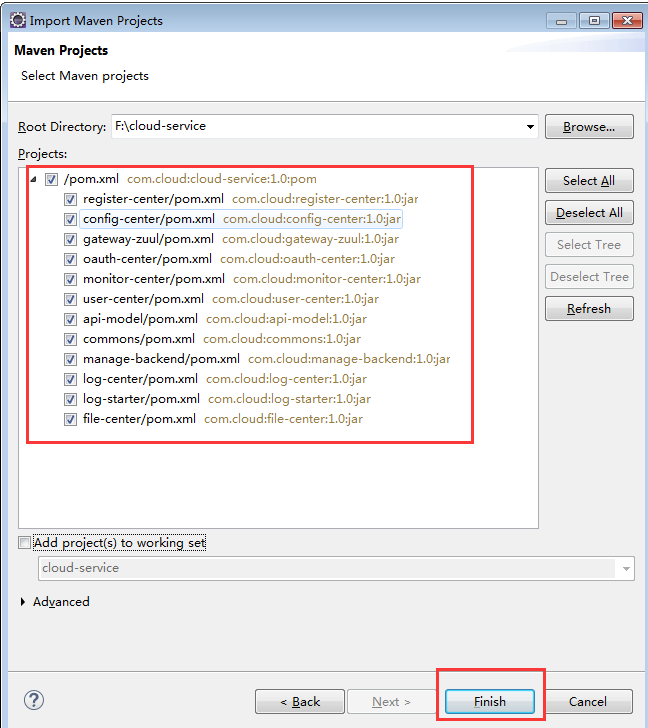 Import Maven Projects
Maven Projects
Select Maven projects
Root Directory: F:\cloud-service Browse...
Projects:
/pom.xml com.cloud:cloud-service:1.0:pom Select All
register-center/pom.xml com.cloud:register-center:1.0:jar
config-center/pom.xml com.cloud:config-center:1.0:jar Deselect All
gateway-zuul/pom.xml com.cloud:gateway-zuul:1.0:jar Select Tree
oauth-center/pom.xml com.cloud:oauth-center:1.0:jar
monitor-center/pom.xml com.cloud:monitor-center:1.0:jar Deselect Tree
user-center/pom.xml com.cloud:user-center:1.0:jar
api-model/pom.xml com.cloud:api-model:1.0:jar Refresh
commons/pom.xml com.cloud:commons:1.0:jar
manage-backend/pom.xml com.cloud:manage-backend:1.0:jar
log-center/pom.xml com.cloud:log-center:1.0:jar
log-starter/pom.xml com.cloud:log-starter:1.0:jar
file-center/pom.xml com.cloud:file-center:1.0:jar
Add project(s) to working set
cloud-service
Advanced
? < Back Next > Finish Cancel